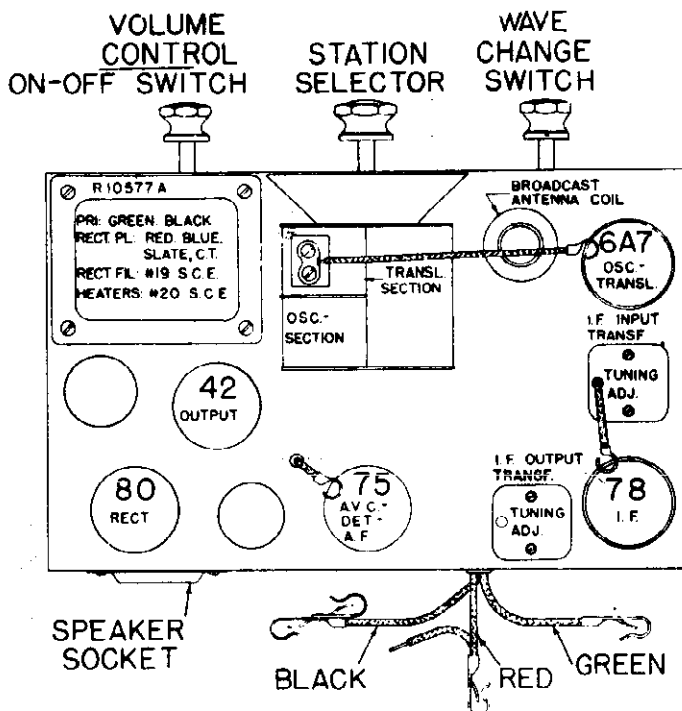 VOLUME
CONTROL
ON-OFF SWITCH
STATION
SELECTOR
WAVE
CHANGE
SWITCH
R10577A
PRI: GREEN. BLACK
RECT PL: RED. BLUE.
SLATE, C.T.
RECT FIL: #19 S.C.E.
HEATERS: #20 S.C.E
BROADCAST
ANTENNA COIL
TRANSL.
SECTION
OSC.-
SECTION
6A7
OSC.-
TRANSL.
I.F. INPUT
TRANSF.
TUNING
ADJ.
42
OUTPUT
80
RECT
75
A.V.C.-
DET-
A.F
I.F. OUTPUT
TRANSF.
TUNING
ADJ.
78
I.F.
SPEAKER
SOCKET
BLACK
RED
GREEN